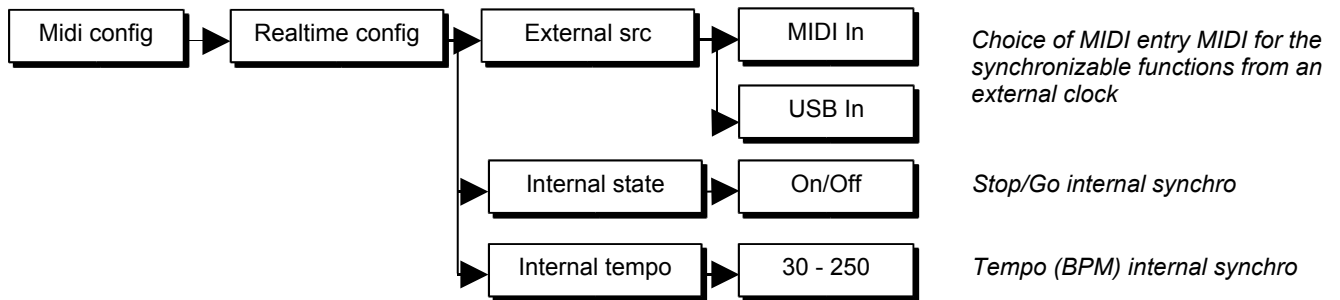 Midi config
Realtime config
External src
MIDI In
Choice of MIDI entry MIDI for the
synchronizable functions from an
external clock
USB In
Internal state
On/Off
Stop/Go internal synchro
Internal tempo
30 - 250
Tempo (BPM) internal synchro